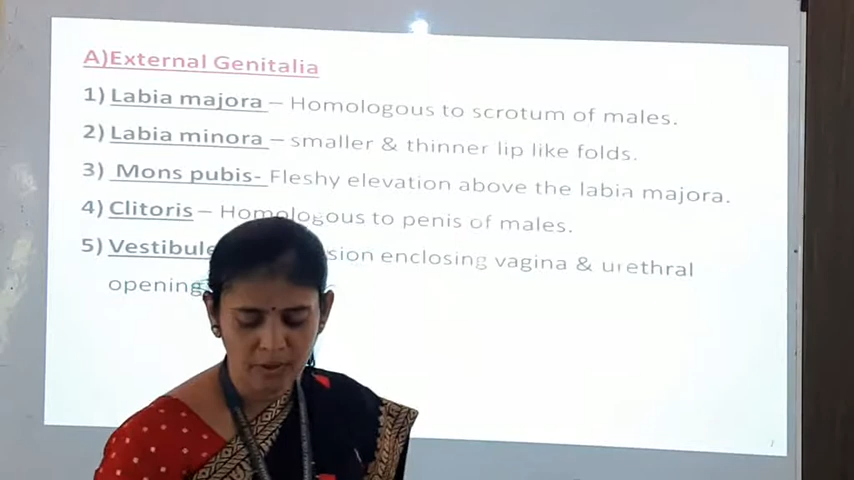 A)External Genitalia
1) Labia majora – Homologous to scrotum of males.
2) Labia minora – smaller & thinner lip like folds.
3) Mons pubis- Fleshy elevation above the labia majora.
4) Clitoris – Homologous to penis of males.
5) Vestibule sion enclosing vagina & urethral
opening